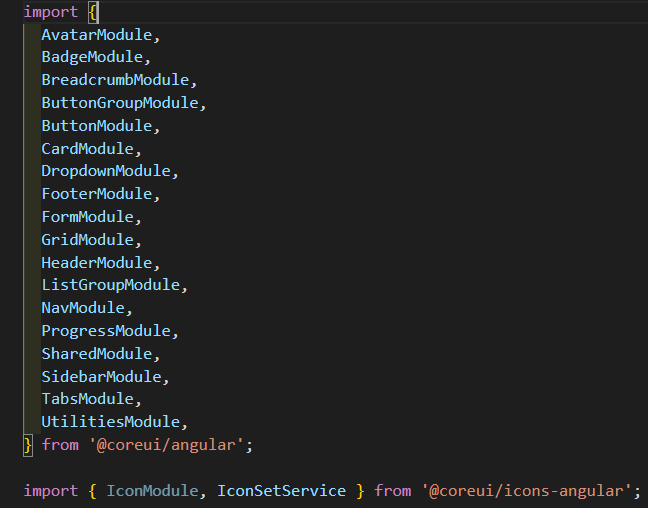 import {
AvatarModule,
BadgeModule,
BreadcrumbModule,
ButtonGroupModule,
ButtonModule,
CardModule,
DropdownModule,
FooterModule,
FormModule,
GridModule,
HeaderModule,
ListGroupModule,
NavModule,
ProgressModule,
SharedModule,
SidebarModule,
TabsModule,
UtilitiesModule,
} from '@coreui/angular';
import { IconModule, IconSetService } from '@coreui/icons-angular';